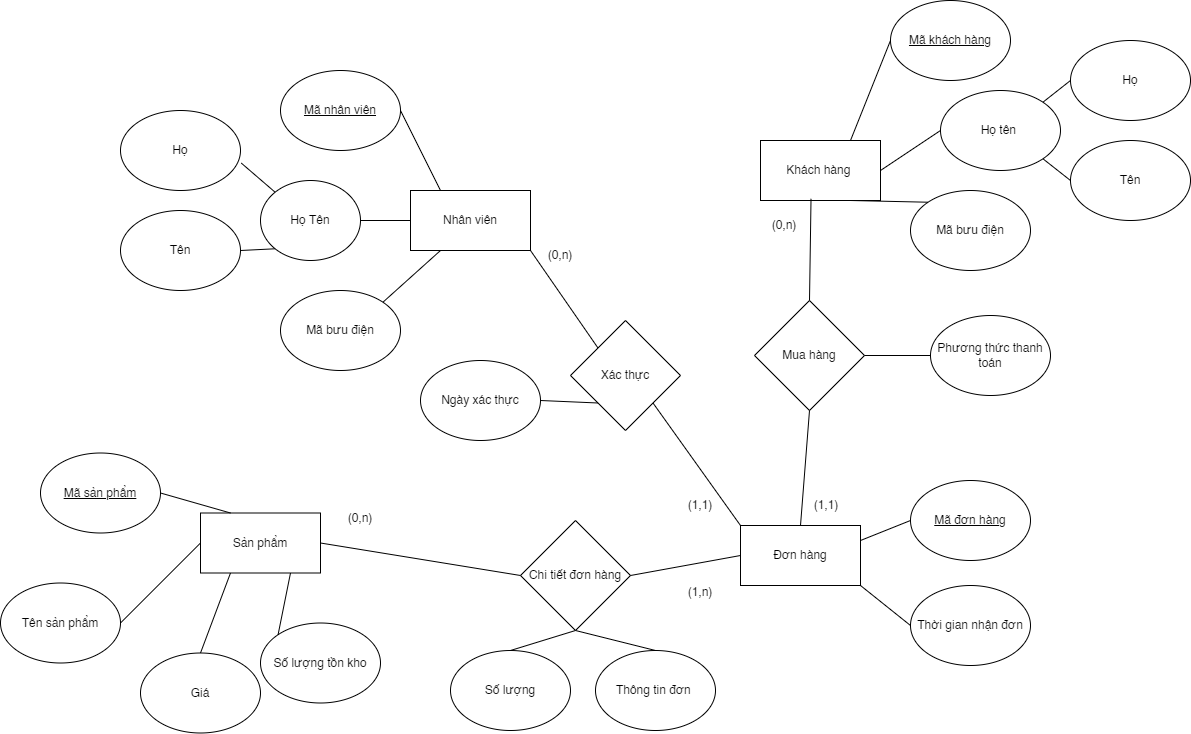 Mã khách hàng
Họ
Mã nhân viên
Họ tên
Họ
Khách hàng
Tên
Họ Tên
Nhân viên
(0,n)
Mã bưu điện
Tên
(0,n)
Mã bưu điện
Mua hàng
Phương thức thanh
toán
Xác thực
Ngày xác thực
Mã sản phẩm
(0,n)
(1,1)
(1,1)
Mã đơn hàng
Sản phẩm
Đơn hàng
Chi tiết đơn hàng
(1,n)
Tên sản phẩm
Thời gian nhận đơn
Số lượng tồn kho
Giá
Số lượng
Thông tin đơn